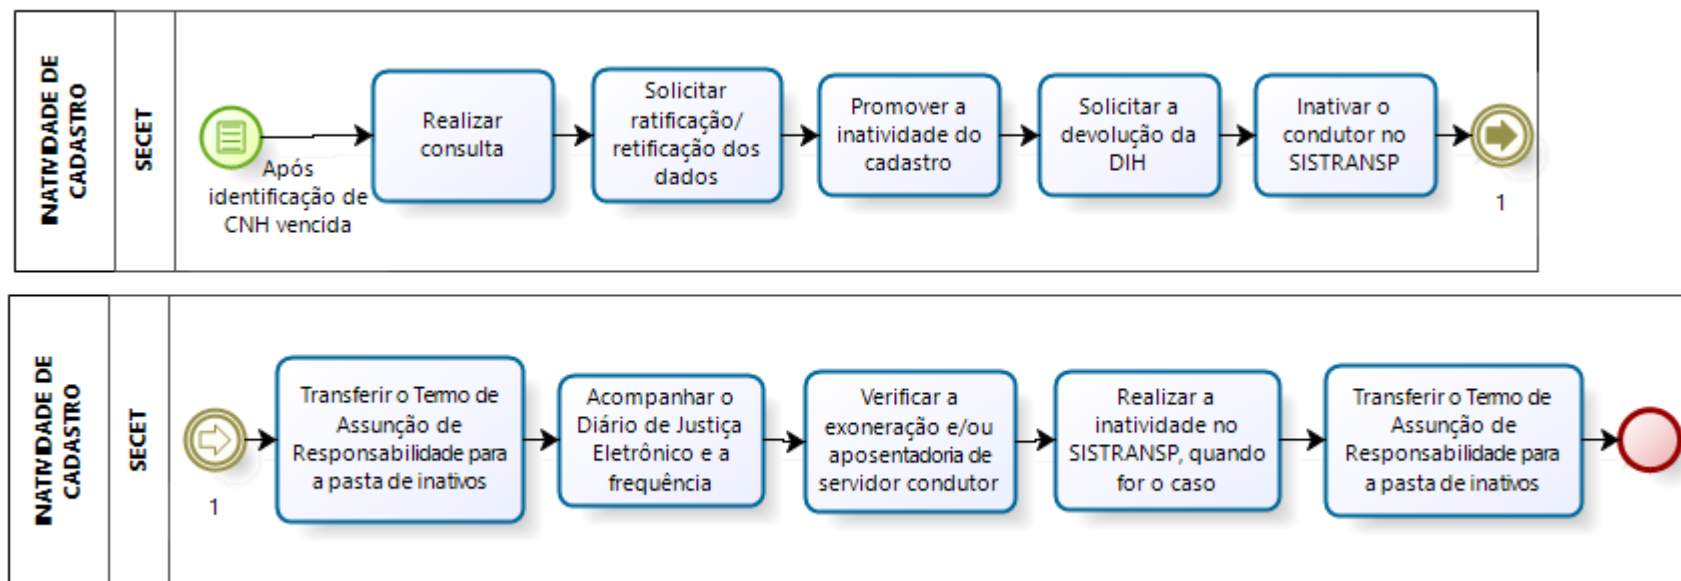 INATIVIDADE DE
CADASTRO
SECET
Após
identificação de
CNH vencida
Realizar
consulta
Solicitar
ratificação/
retificação dos
dados
Promover a
inatividade do
cadastro
Solicitar a
devolução da
DIH
Inativar o
condutor no
SISTRANSP
1
INATIVIDADE DE
CADASTRO
SECET
1
Transferir o Termo de
Assunção de
Responsabilidade para
a pasta de inativos
Acompanhar o
Diário de Justiça
Eletrônico e a
frequência
Verificar a
exoneração e/ou
aposentadoria de
servidor condutor
Realizar a
inatividade no
SISTRANSP, quando
for o caso
Transferir o Termo de
Assunção de
Responsabilidade para
a pasta de inativos